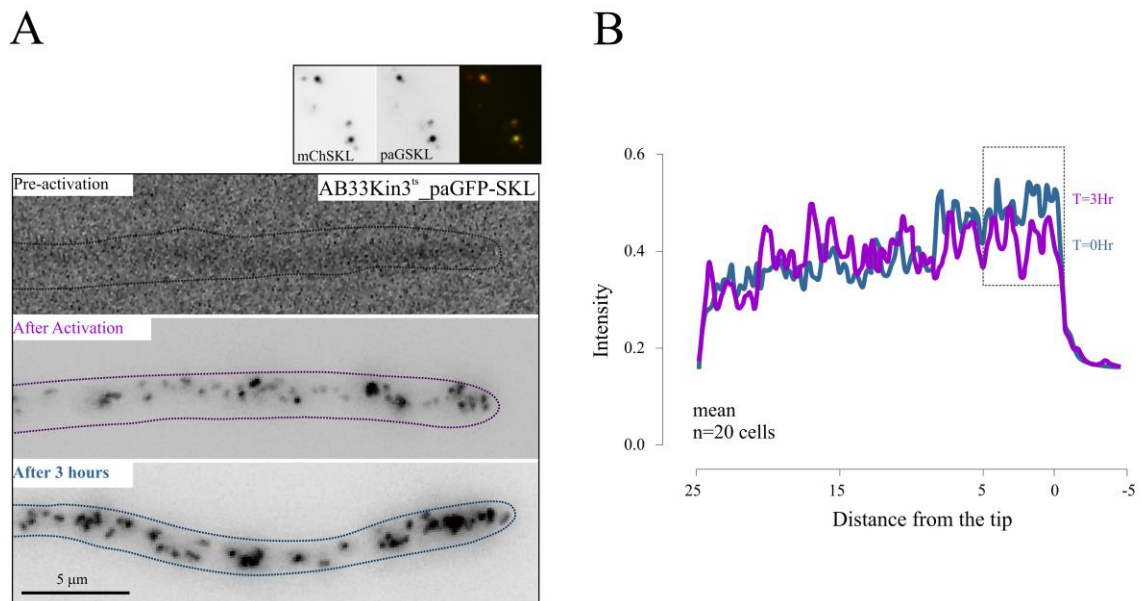 A
B
mChSKL
paGSKL
Pre-activation
AB33Kin3ts_paGFP-SKL
After Activation
After 3 hours
5 μm
0.6
0.4
0.2
0.0
Intensity
T=3Hr
T=0Hr
mean
n=20 cells
25
15
5
0
-5
Distance from the tip